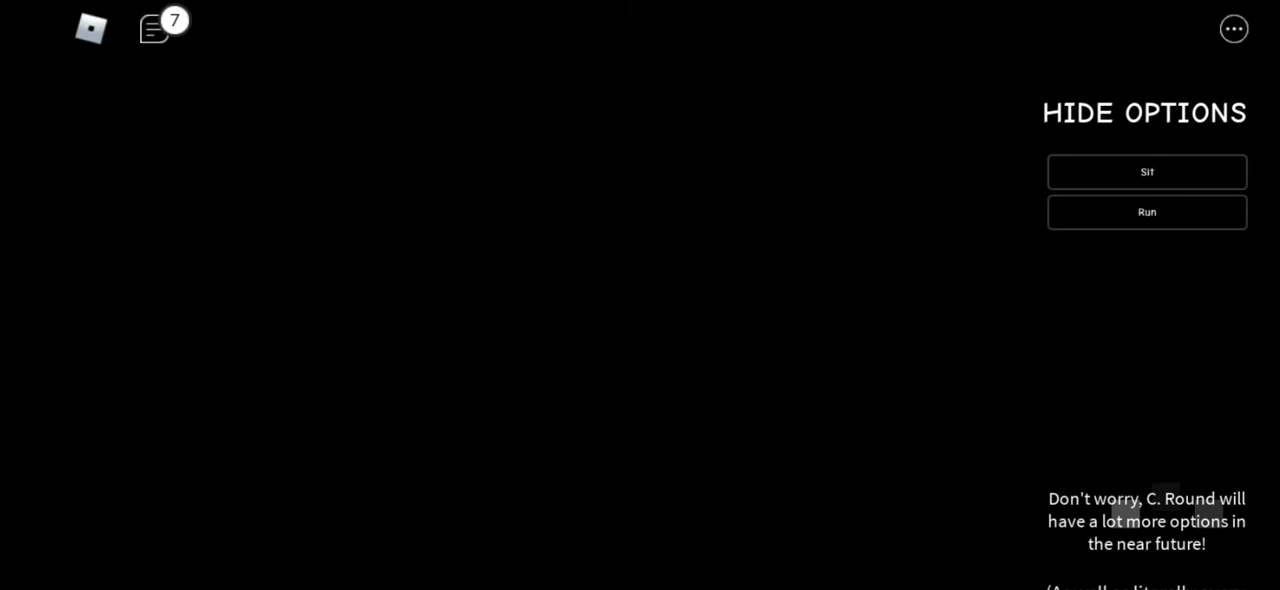 7
HIDE OPTIONS
Sit
Run
Don't worry, C. Round will
have a lot more options in
the near future!